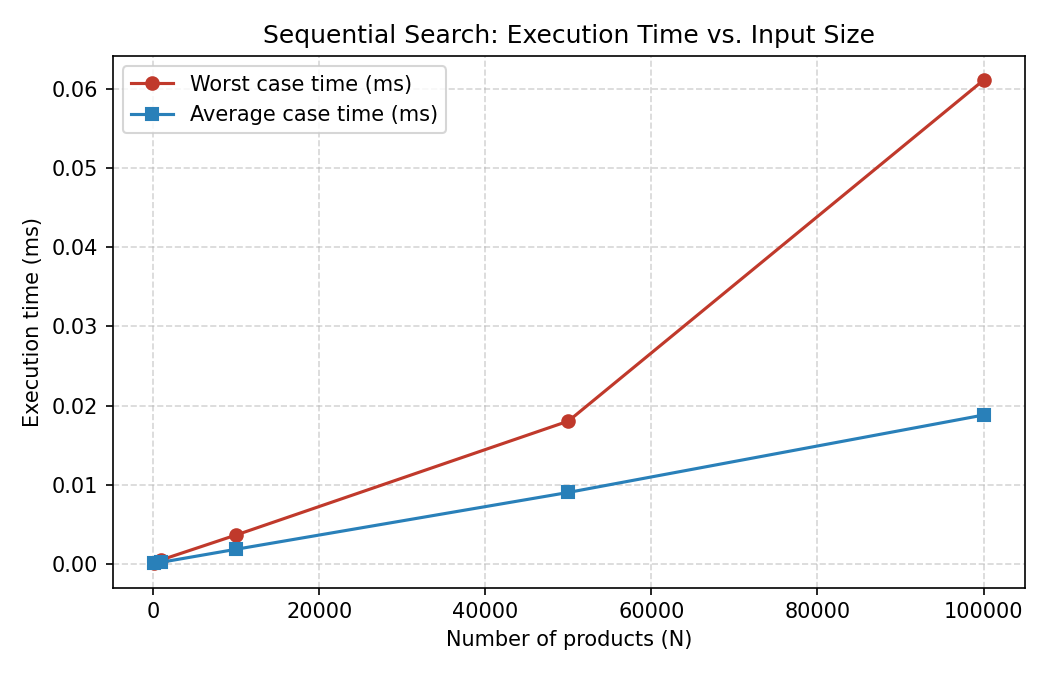 Sequential Search: Execution Time vs. Input Size
Worst case time (ms)
Average case time (ms)
Execution time (ms)
0.06
0.05
0.04
0.03
0.02
0.01
0.00
0 20000 40000 60000 80000 100000
Number of products (N)